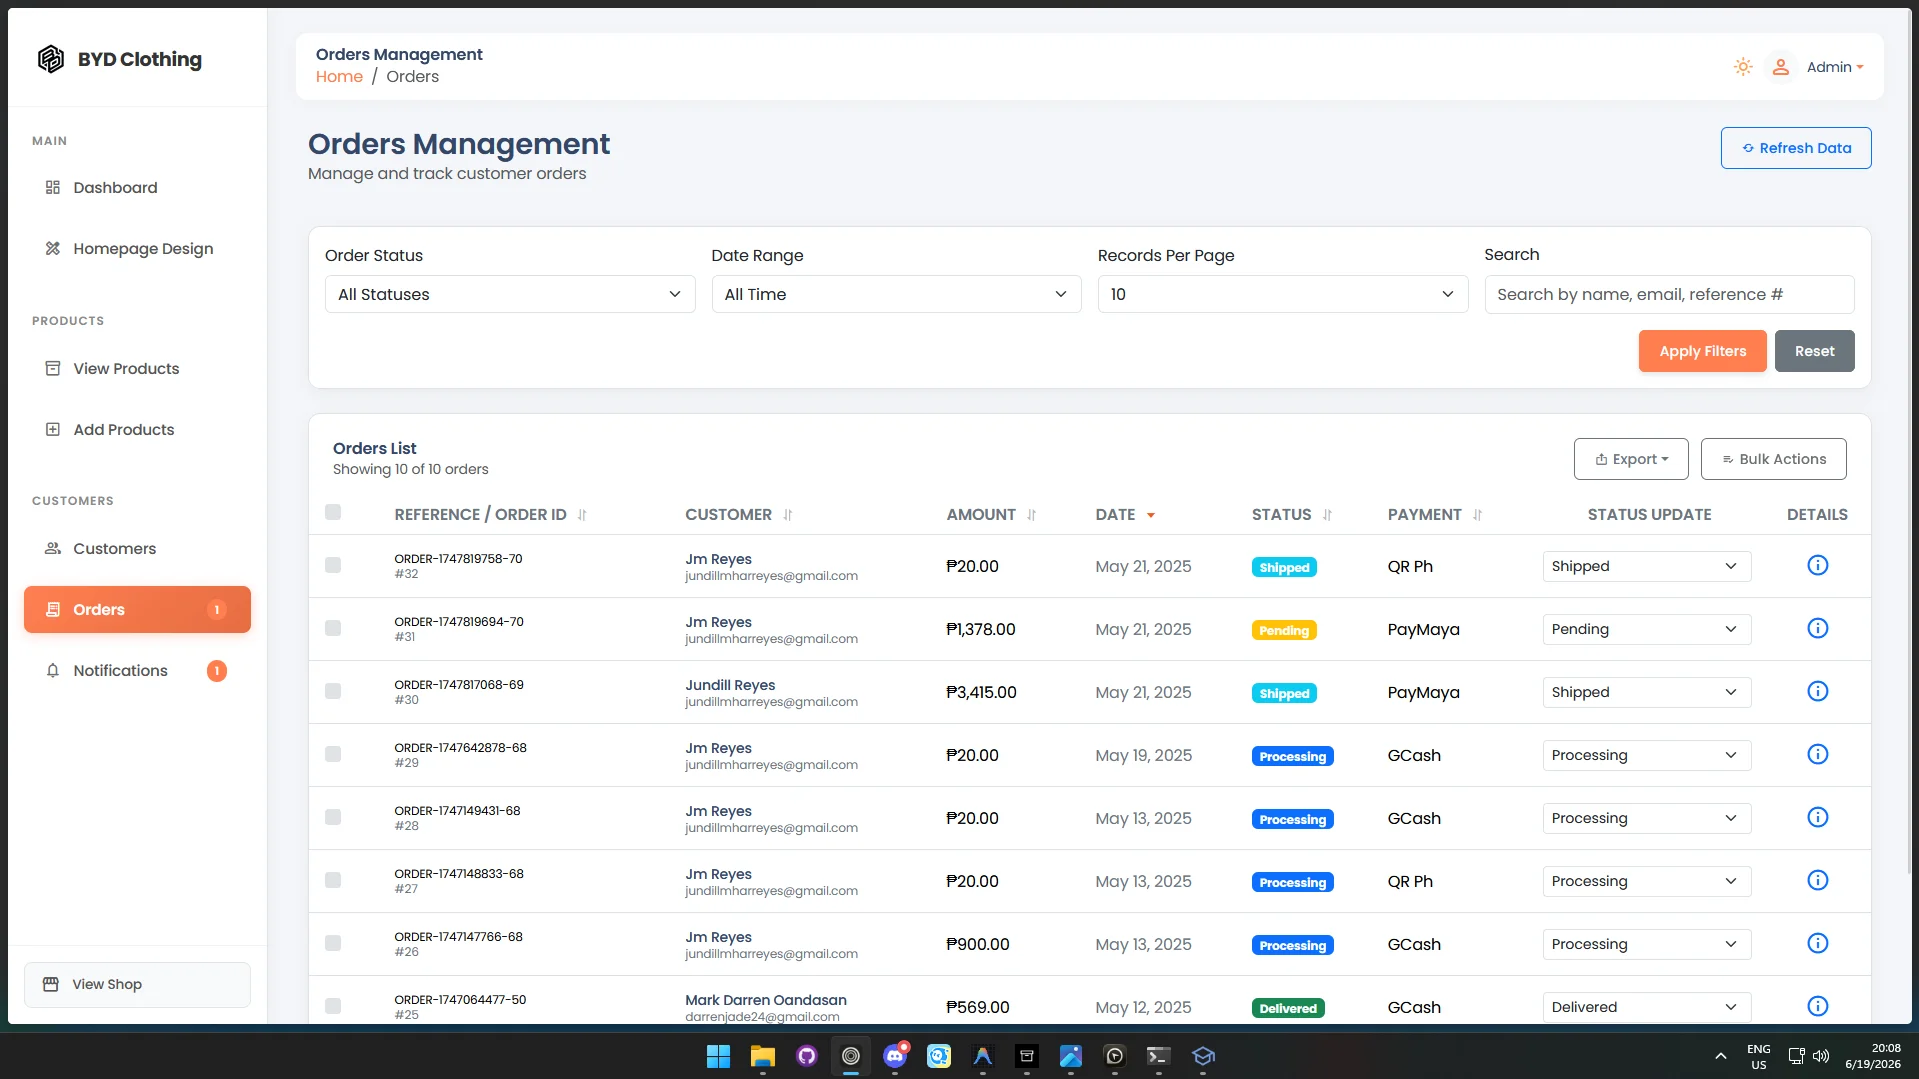 BYD Clothing
MAIN
Dashboard
Homepage Design
PRODUCTS
View Products
Add Products
CUSTOMERS
Customers
Orders 1
Notifications 1
View Shop
Orders Management
Home / Orders
Admin
Orders Management
Manage and track customer orders
Refresh Data
Order Status Date Range Records Per Page Search
All Statuses All Time 10 Search by name, email, reference #
Apply Filters Reset
Orders List
Showing 10 of 10 orders
Export Bulk Actions
REFERENCE / ORDER ID CUSTOMER AMOUNT DATE STATUS PAYMENT STATUS UPDATE DETAILS
ORDER-1747819758-70 Jm Reyes ₱20.00 May 21, 2025 Shipped QR Ph Shipped
#32 jundillmharreyes@gmail.com
ORDER-1747819694-70 Jm Reyes ₱1,378.00 May 21, 2025 Pending PayMaya Pending
#31 jundillmharreyes@gmail.com
ORDER-1747817068-69 Jundill Reyes ₱3,415.00 May 21, 2025 Shipped PayMaya Shipped
#30 jundillmharreyes@gmail.com
ORDER-1747642878-68 Jm Reyes ₱20.00 May 19, 2025 Processing GCash Processing
#29 jundillmharreyes@gmail.com
ORDER-1747149431-68 Jm Reyes ₱20.00 May 13, 2025 Processing GCash Processing
#28 jundillmharreyes@gmail.com
ORDER-1747148833-68 Jm Reyes ₱20.00 May 13, 2025 Processing QR Ph Processing
#27 jundillmharreyes@gmail.com
ORDER-1747147766-68 Jm Reyes ₱900.00 May 13, 2025 Processing GCash Processing
#26 jundillmharreyes@gmail.com
ORDER-1747064477-50 Mark Darren Oandasan ₱569.00 May 12, 2025 Delivered GCash Delivered
#25 darrenjade24@gmail.com
ENG 20:08
US 6/19/2026